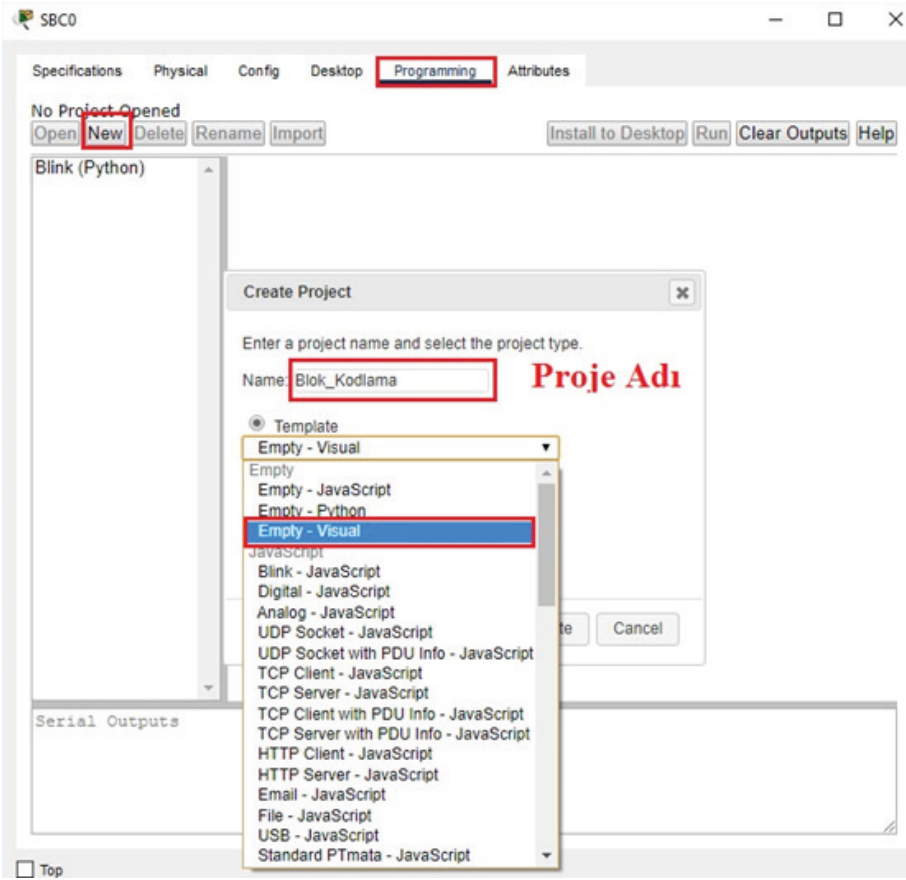 SBC0
Specifications Physical Config Desktop Programming Attributes
No Project Opened
Open New Delete Rename Import Install to Desktop Run Clear Outputs Help
Blink (Python)
Create Project
Enter a project name and select the project type.
Name: Blok_Kodlama Proje Adı
Template
Empty - Visual
Empty
Empty - JavaScript
Empty - Python
Empty - Visual
JavaScript
Blink - JavaScript
Digital - JavaScript
Analog - JavaScript
UDP Socket - JavaScript
te Cancel
UDP Socket with PDU Info - JavaScript
TCP Client - JavaScript
TCP Server - JavaScript
TCP Client with PDU Info - JavaScript
TCP Server with PDU Info - JavaScript
HTTP Client - JavaScript
HTTP Server - JavaScript
Email - JavaScript
File - JavaScript
USB - JavaScript
Standard PTmata - JavaScript
Serial Outputs
Top